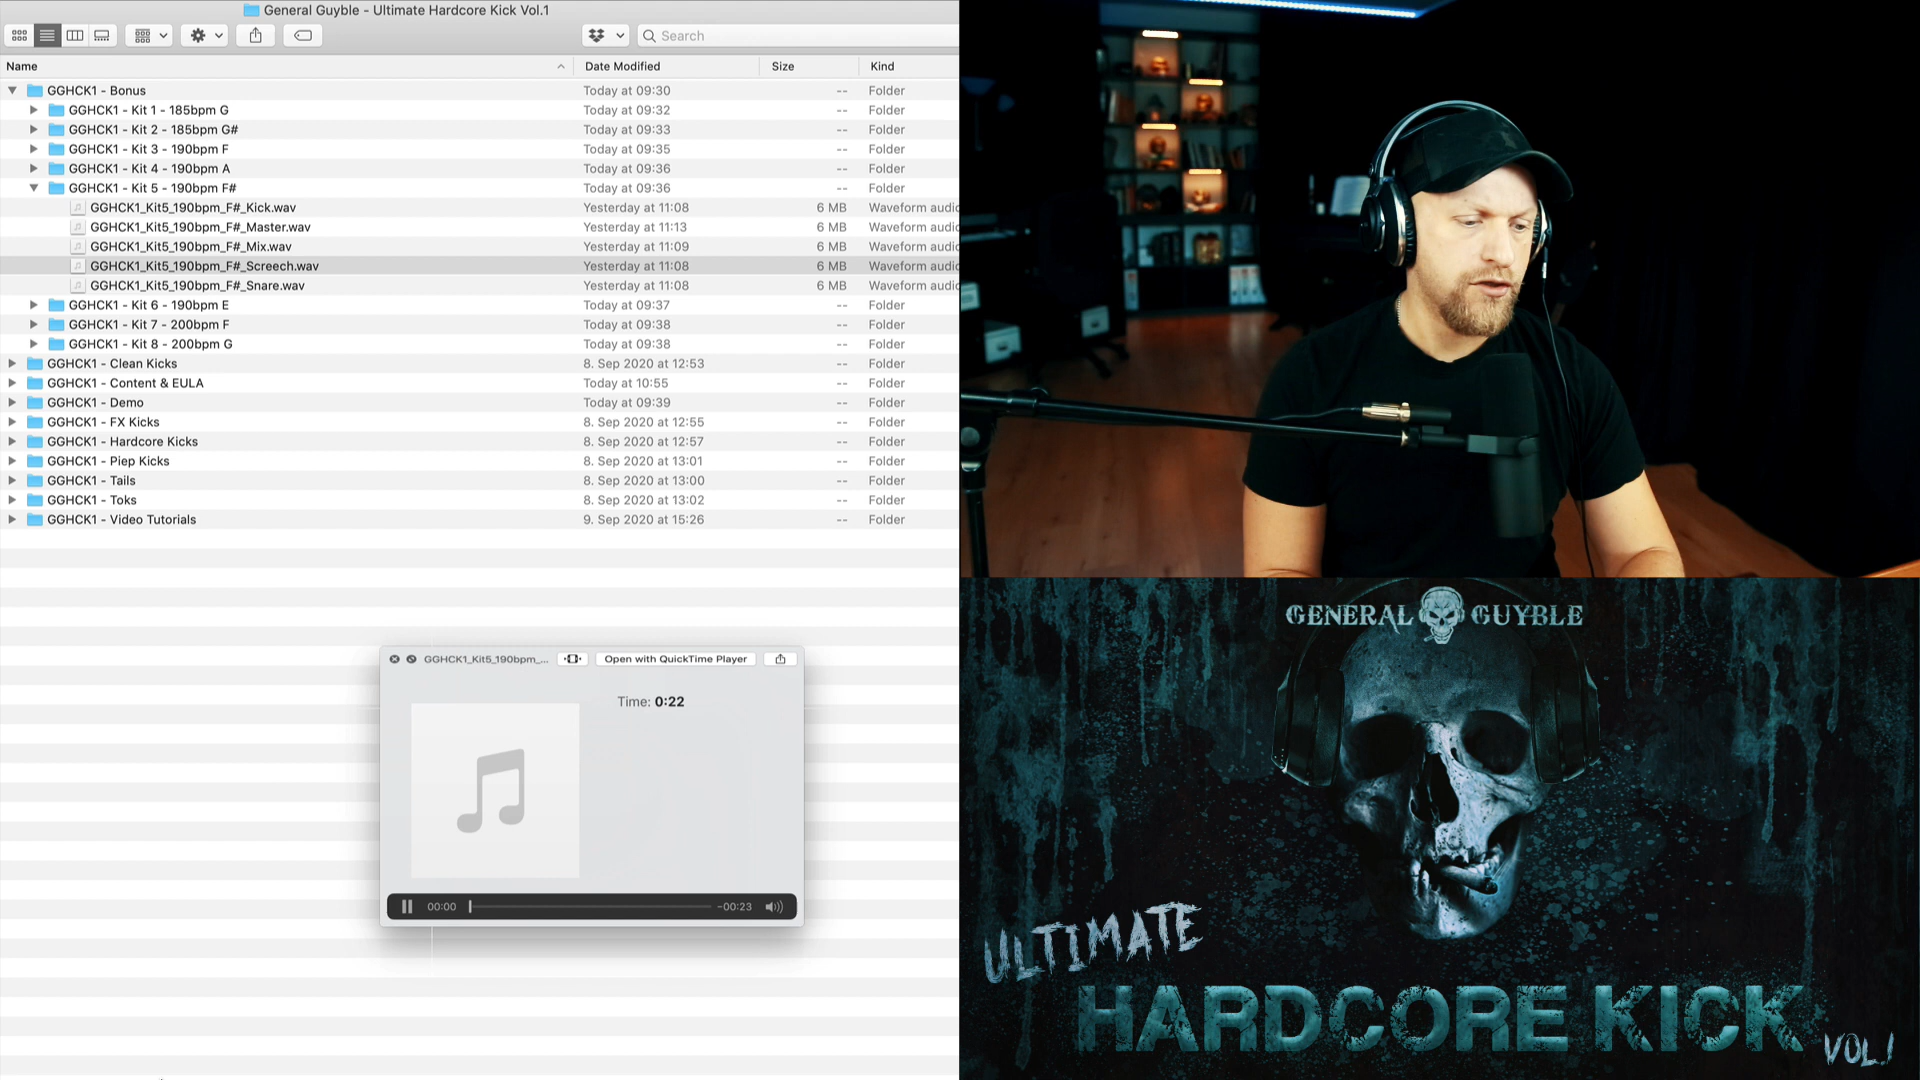 General Guyble - Ultimate Hardcore Kick Vol.1
Search
Name Date Modified Size Kind
GGHCK1 - Bonus Today at 09:30 -- Folder
GGHCK1 - Kit 1 - 185bpm G Today at 09:32 -- Folder
GGHCK1 - Kit 2 - 185bpm G# Today at 09:33 -- Folder
GGHCK1 - Kit 3 - 190bpm F Today at 09:35 -- Folder
GGHCK1 - Kit 4 - 190bpm A Today at 09:36 -- Folder
GGHCK1 - Kit 5 - 190bpm F# Today at 09:36 -- Folder
GGHCK1_Kit5_190bpm_F#_Kick.wav Yesterday at 11:08 6 MB Waveform audio
GGHCK1_Kit5_190bpm_F#_Master.wav Yesterday at 11:13 6 MB Waveform audio
GGHCK1_Kit5_190bpm_F#_Mix.wav Yesterday at 11:09 6 MB Waveform audio
GGHCK1_Kit5_190bpm_F#_Screech.wav Yesterday at 11:08 6 MB Waveform audio
GGHCK1_Kit5_190bpm_F#_Snare.wav Yesterday at 11:08 6 MB Waveform audio
GGHCK1 - Kit 6 - 190bpm E Today at 09:37 -- Folder
GGHCK1 - Kit 7 - 200bpm F Today at 09:38 -- Folder
GGHCK1 - Kit 8 - 200bpm G Today at 09:38 -- Folder
GGHCK1 - Clean Kicks 8. Sep 2020 at 12:53 -- Folder
GGHCK1 - Content & EULA Today at 10:55 -- Folder
GGHCK1 - Demo Today at 09:39 -- Folder
GGHCK1 - FX Kicks 8. Sep 2020 at 12:55 -- Folder
GGHCK1 - Hardcore Kicks 8. Sep 2020 at 12:57 -- Folder
GGHCK1 - Piep Kicks 8. Sep 2020 at 13:01 -- Folder
GGHCK1 - Tails 8. Sep 2020 at 13:00 -- Folder
GGHCK1 - Toks 8. Sep 2020 at 13:02 -- Folder
GGHCK1 - Video Tutorials 9. Sep 2020 at 15:26 -- Folder
GGHCK1_Kit5_190bpm_... Open with QuickTime Player
Time: 0:22
00:00 -00:23
GENERAL GUYBLE
ULTIMATE
HARDCORE KICK
VOL.1